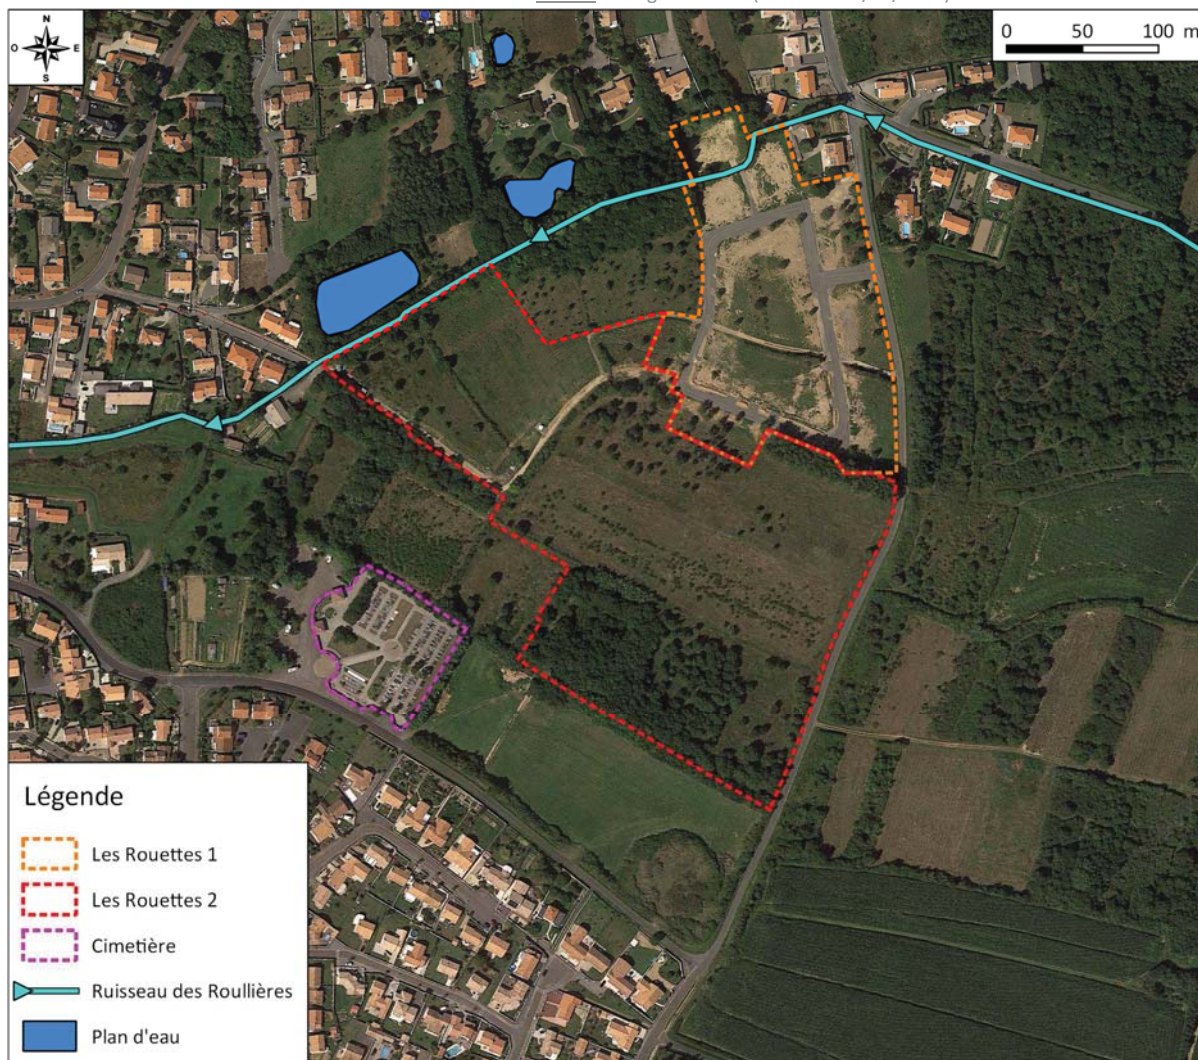 N
O E
S
0 50 100 m
Légende
Les Rouettes 1
Les Rouettes 2
Cimetière
Ruisseau des Roullières
Plan d'eau